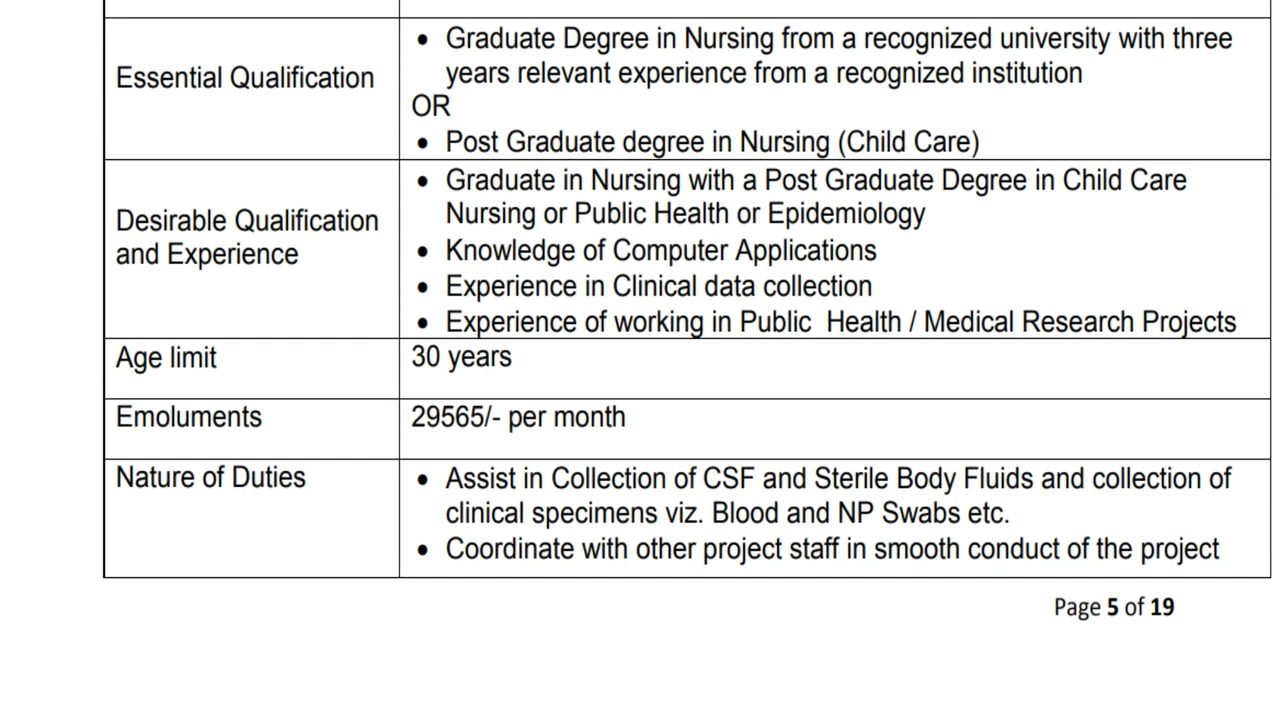 Essential Qualification
• Graduate Degree in Nursing from a recognized university with three
years relevant experience from a recognized institution
OR
• Post Graduate degree in Nursing (Child Care)
Desirable Qualification
and Experience
• Graduate in Nursing with a Post Graduate Degree in Child Care
Nursing or Public Health or Epidemiology
• Knowledge of Computer Applications
• Experience in Clinical data collection
• Experience of working in Public  Health / Medical Research Projects
Age limit
30 years
Emoluments
29565/- per month
Nature of Duties
• Assist in Collection of CSF and Sterile Body Fluids and collection of
clinical specimens viz. Blood and NP Swabs etc.
• Coordinate with other project staff in smooth conduct of the project
Page 5 of 19